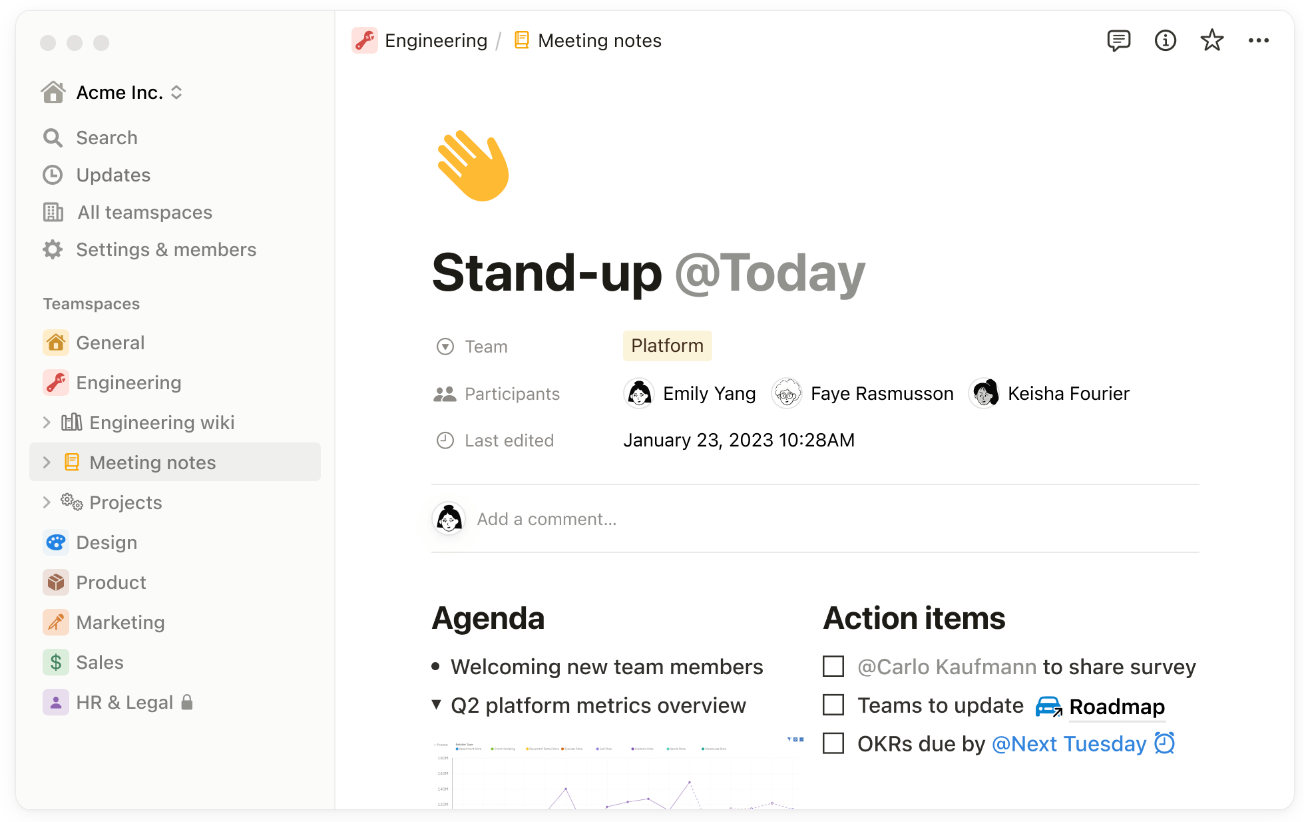 Acme Inc.
Search
Updates
All teamspaces
Settings & members
Teamspaces
General
Engineering
Engineering wiki
Meeting notes
Projects
Design
Product
Marketing
Sales
HR & Legal
Engineering / Meeting notes
Stand-up @Today
Team Platform
Participants Emily Yang Faye Rasmusson Keisha Fourier
Last edited January 23, 2023 10:28AM
Add a comment...
Agenda
• Welcoming new team members
▾ Q2 platform metrics overview
Action items
@Carlo Kaufmann to share survey
Teams to update Roadmap
OKRs due by @Next Tuesday